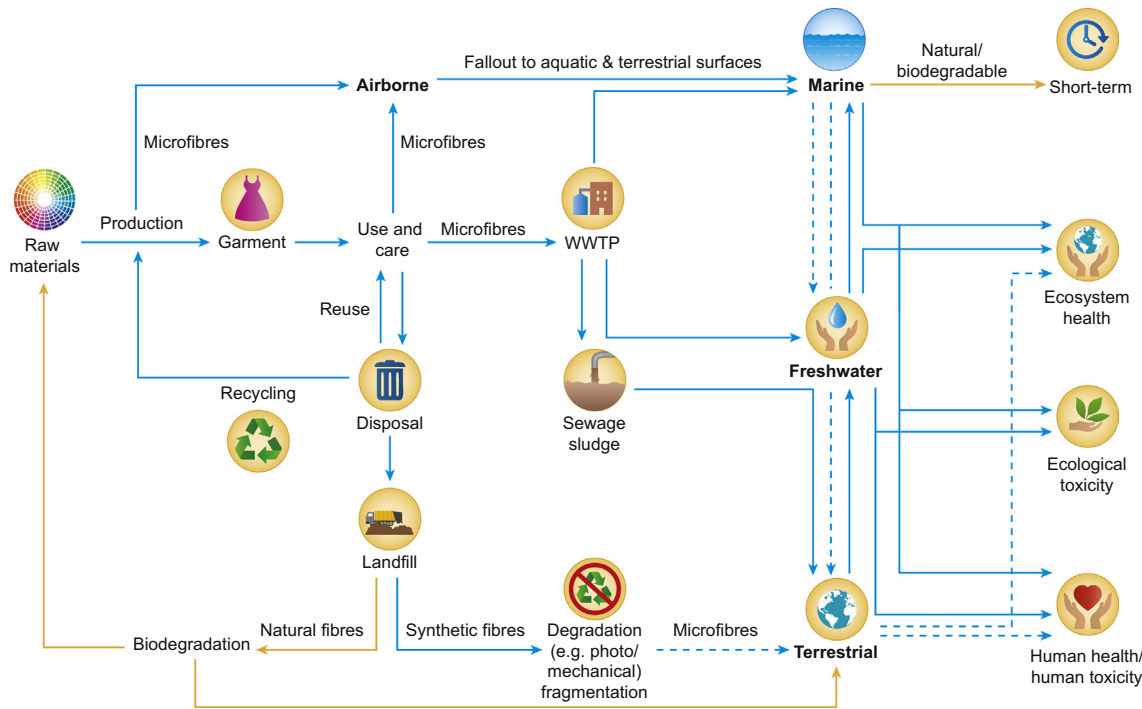 Natural/
biodegradable
Fallout to aquatic & terrestrial surfaces
Airborne
Marine
Short-term
Microfibres
Microfibres
Production
Raw
materials
Garment
Use and
care
Microfibres
WWTP
Ecosystem
health
Reuse
Freshwater
Recycling
Disposal
Sewage
sludge
Ecological
toxicity
Landfill
Natural fibres
Synthetic fibres
Biodegradation
Degradation
(e.g. photo/
mechanical)
fragmentation
Microfibres
Terrestrial
Human health/
human toxicity